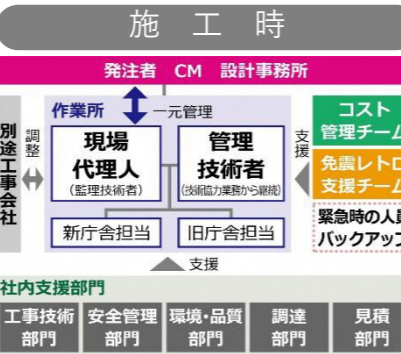 施 工 時
発注者 CM 設計事務所
作業所
一元管理
別途工事会社
調整
現場
代理人
(監理技術者)
管理
技術者
(技術協力業務から継続)
新庁舎担当
旧庁舎担当
支援
コスト
管理チーム
免震レトロ
支援チーム
緊急時の人員
バックアップ
支援
社内支援部門
工事技術
部門
安全管理
部門
環境・品質
部門
調達
部門
見積
部門